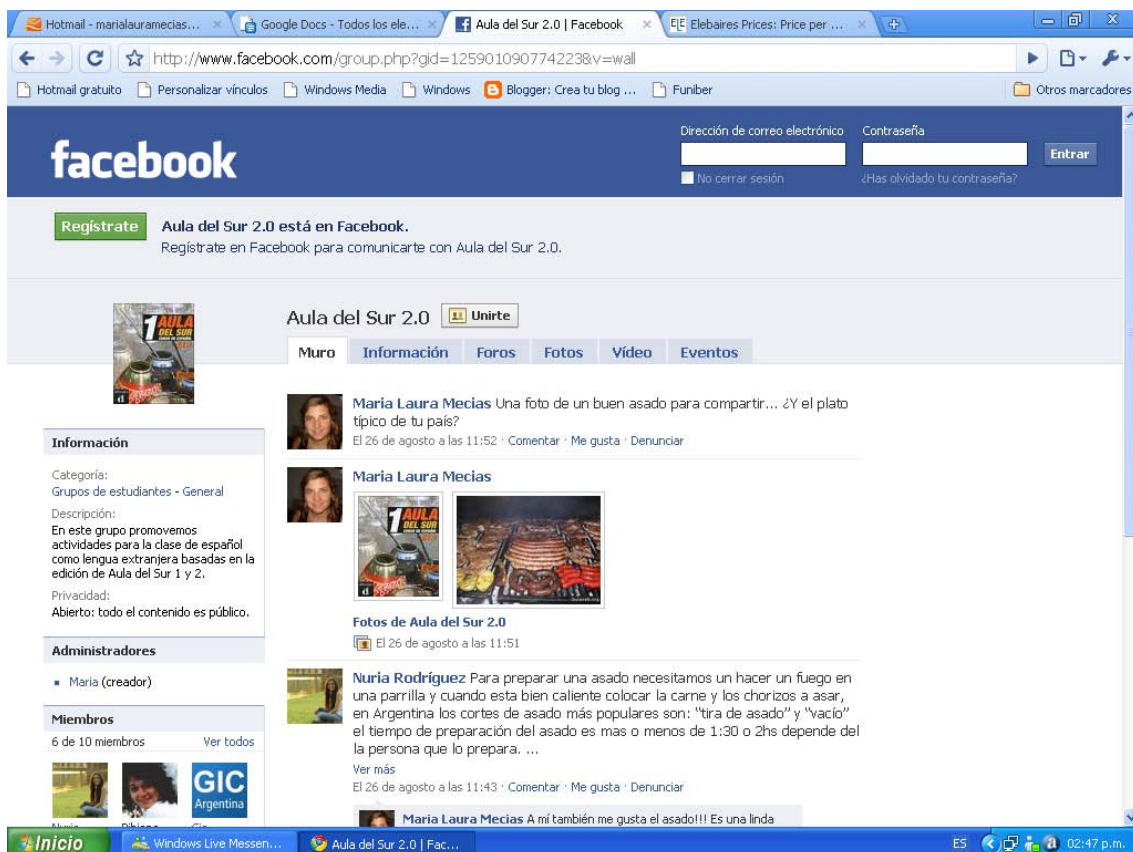 Hotmail - marialauramecias...
Google Docs - Todos los ele...
Aula del Sur 2.0 | Facebook
E|E Elebaires Prices: Price per ...
http://www.facebook.com/group.php?gid=125901090774223&v=wall
Hotmail gratuito
Personalizar vínculos
Windows Media
Windows
Blogger: Crea tu blog ...
Funiber
Otros marcadores
facebook
Dirección de correo electrónico
Contraseña
Entrar
No cerrar sesión
¿Has olvidado tu contraseña?
Regístrate
Aula del Sur 2.0 está en Facebook.
Regístrate en Facebook para comunicarte con Aula del Sur 2.0.
1 AULA
DEL SUR
Aula del Sur 2.0
Unirte
Muro Información Foros Fotos Vídeo Eventos
Información
Categoría:
Grupos de estudiantes - General
Descripción:
En este grupo promovemos
actividades para la clase de español
como lengua extranjera basadas en la
edición de Aula del Sur 1 y 2.
Privacidad:
Abierto: todo el contenido es público.
Administradores
Maria (creador)
Miembros
6 de 10 miembros
Ver todos
GIC
Argentina
Maria Laura Mecias Una foto de un buen asado para compartir... ¿Y el plato
típico de tu país?
El 26 de agosto a las 11:52 · Comentar · Me gusta · Denunciar
Maria Laura Mecias
1 AULA
DEL SUR
Fotos de Aula del Sur 2.0
El 26 de agosto a las 11:51
Nuria Rodríguez Para preparar una asado necesitamos un hacer un fuego en
una parrilla y cuando esta bien caliente colocar la carne y los chorizos a asar,
en Argentina los cortes de asado más populares son: "tira de asado" y "vacío"
el tiempo de preparación del asado es mas o menos de 1:30 o 2hs depende del
la persona que lo prepara. ...
Ver más
El 26 de agosto a las 11:43 · Comentar · Me gusta · Denunciar
Maria Laura Mecias A mí también me gusta el asado!!! Es una linda
Inicio
Windows Live Messen...
Aula del Sur 2.0 | Fac...
ES
02:47 p.m.